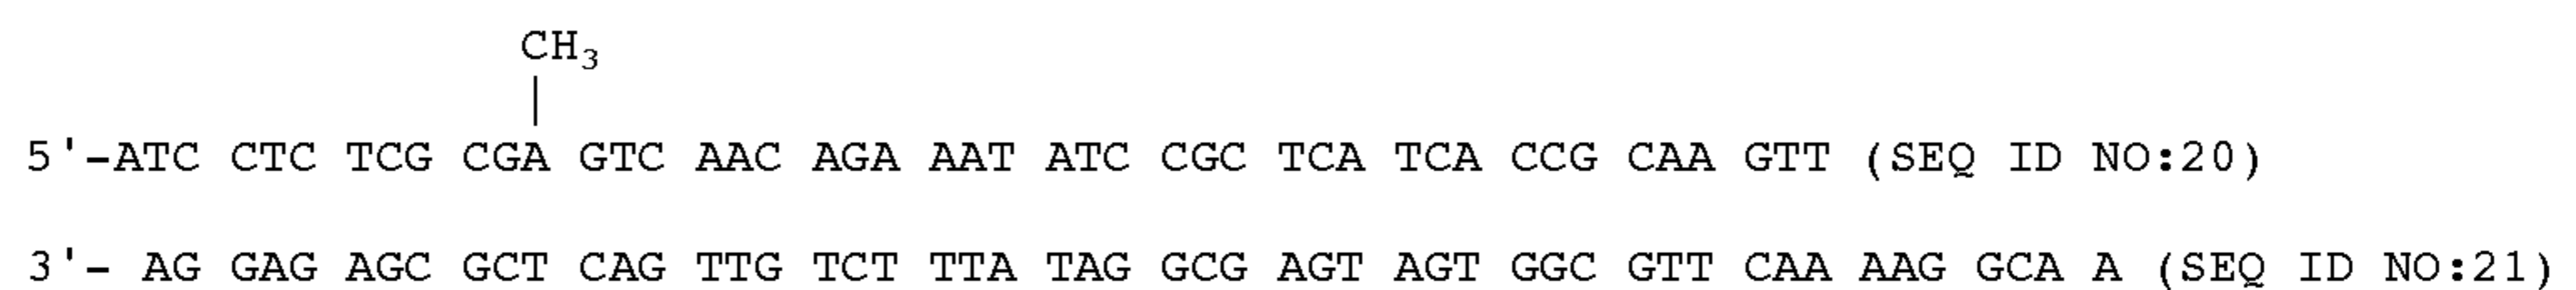 CH₃
|
5'-ATC CTC TCG CGA GTC AAC AGA AAT ATC CGC TCA TCA CCG CAA GTT (SEQ ID NO:20)
3'- AG GAG AGC GCT CAG TTG TCT TTA TAG GCG AGT AGT GGC GTT CAA AAG GCA A (SEQ ID NO:21)